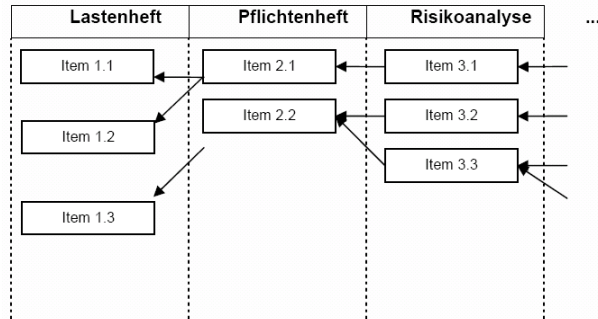 Lastenheft Pflichtenheft Risikoanalyse ...
Item 1.1 Item 2.1 Item 3.1
Item 2.2 Item 3.2
Item 1.2
Item 3.3
Item 1.3